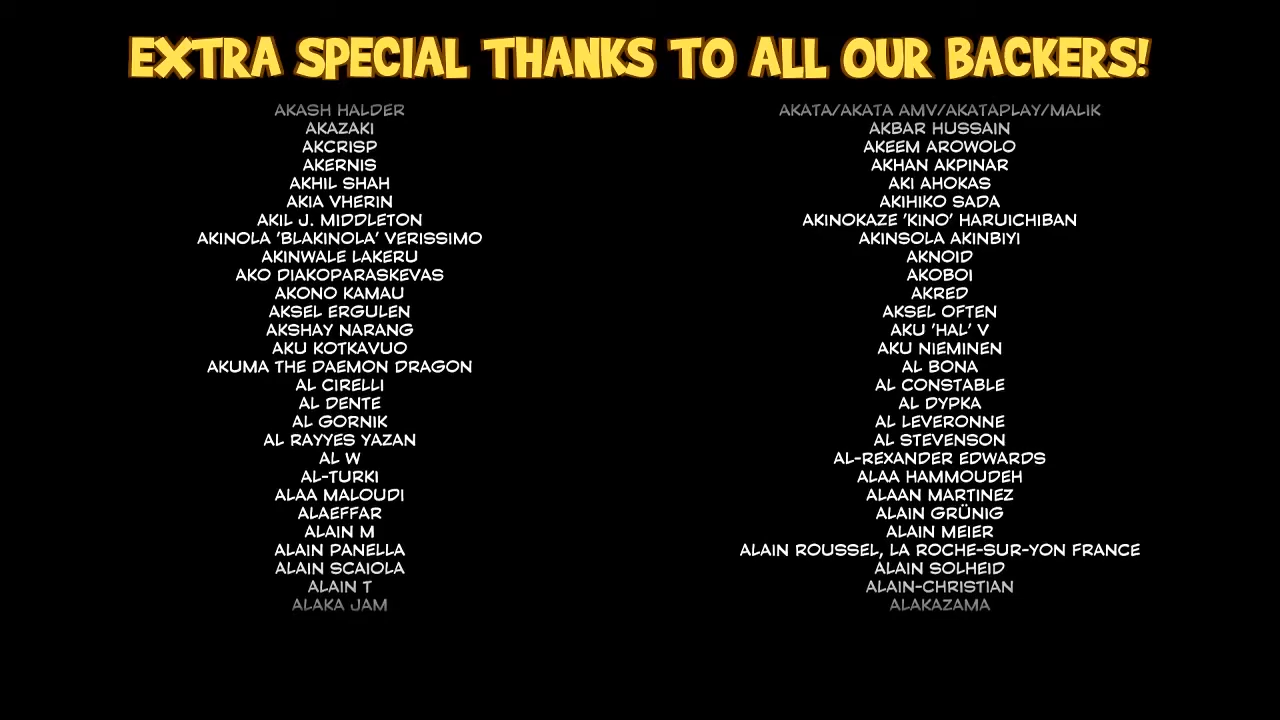 EXTRA SPECIAL THANKS TO ALL OUR BACKERS!
AKASH HALDER
AKATA/AKATA AMV/AKATAPLAY/MALIK
AKAZAKI
AKBAR HUSSAIN
AKCRISP
AKEEM AROWOLO
AKERNIS
AKHAN AKPINAR
AKHIL SHAH
AKI AHOKAS
AKIA VHERIN
AKIHIKO SADA
AKIL J. MIDDLETON
AKINOKAZE 'KINO' HARUICHIBAN
AKINOLA 'BLAKINOLA' VERISSIMO
AKINSOLA AKINBIYI
AKINWALE LAKERU
AKNOID
AKO DIAKOPARASKEVAS
AKOBOI
AKONO KAMAU
AKRED
AKSEL ERGULEN
AKSEL OFTEN
AKSHAY NARANG
AKU 'HAL' V
AKU KOTKAVUO
AKU NIEMINEN
AKUMA THE DAEMON DRAGON
AL BONA
AL CIRELLI
AL CONSTABLE
AL DENTE
AL DYPKA
AL GORNIK
AL LEVERONNE
AL RAYYES YAZAN
AL STEVENSON
AL W
AL-REXANDER EDWARDS
AL-TURKI
ALAA HAMMOUDEH
ALAA MALOUDI
ALAAN MARTINEZ
ALAEFFAR
ALAIN GRÜNIG
ALAIN M
ALAIN MEIER
ALAIN PANELLA
ALAIN ROUSSEL, LA ROCHE-SUR-YON FRANCE
ALAIN SCAIOLA
ALAIN SOLHEID
ALAIN T
ALAIN-CHRISTIAN
ALAKA JAM
ALAKAZAMA